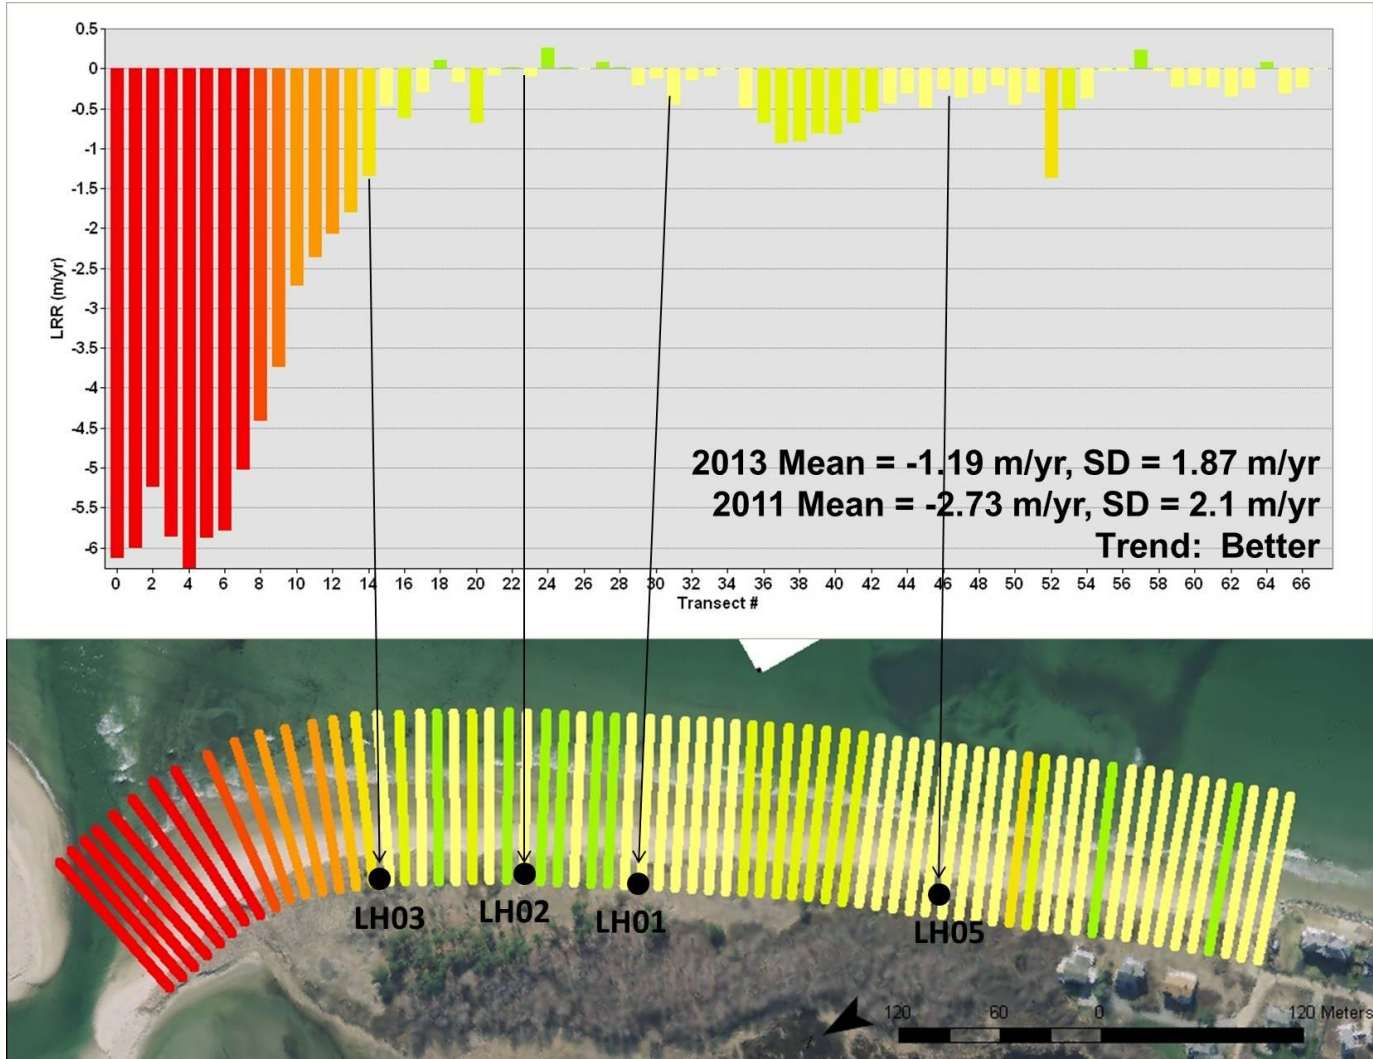 0.5
0
-0.5
-1
-1.5
-2
-2.5
-3
-3.5
-4
-4.5
-5
-5.5
-6
LRR (m/yr)
2013 Mean = -1.19 m/yr, SD = 1.87 m/yr
2011 Mean = -2.73 m/yr, SD = 2.1 m/yr
Trend: Better
0 2 4 6 8 10 12 14 16 18 20 22 24 26 28 30 32 34 36 38 40 42 44 46 48 50 52 54 56 58 60 62 64 66
Transect #
LH03 LH02 LH01 LH05
120 60 0 120 Meters